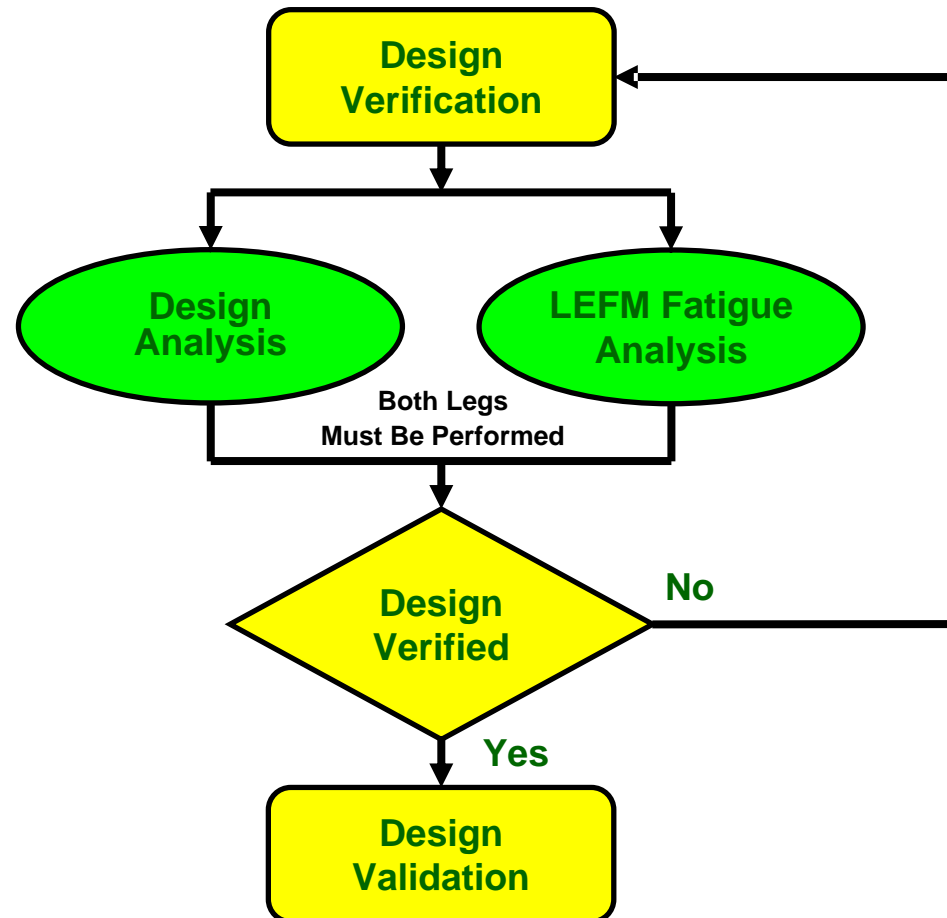 Design
Verification
Design
Analysis
LEFM Fatigue
Analysis
Both Legs
Must Be Performed
Design
Verified
No
Yes
Design
Validation